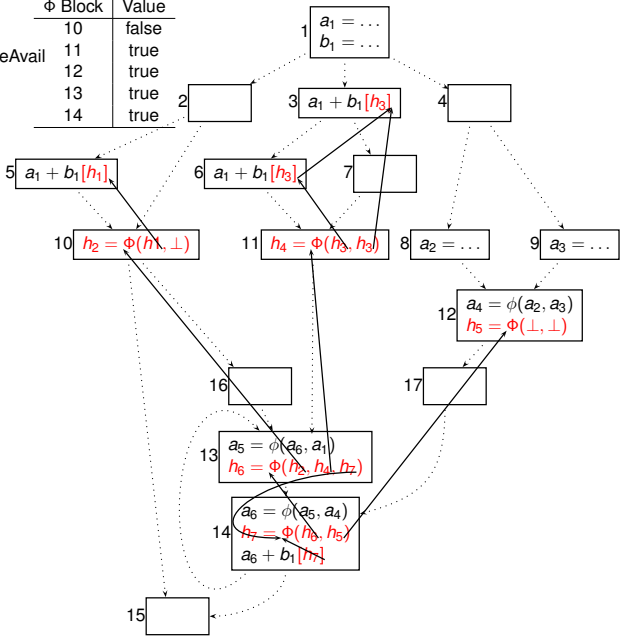 Φ Block Value
10 false
eAvail 11 true
12 true
13 true
14 true
1 a₁ = …
b₁ = …
2
3 a₁ + b₁[h₃]
4
5 a₁ + b₁[h₁]
6 a₁ + b₁[h₃]
7
10 h₂ = Φ(h1, ⊥)
11 h₄ = Φ(h₃, h₃)
8 a₂ = …
9 a₃ = …
12 a₄ = ϕ(a₂, a₃)
h₅ = Φ(⊥, ⊥)
16
17
13 a₅ = ϕ(a₆, a₁)
h₆ = Φ(h₂, h₄, h₇)
14 a₆ = ϕ(a₅, a₄)
h₇ = Φ(h₆, h₅)
a₆ + b₁[h₇]
15